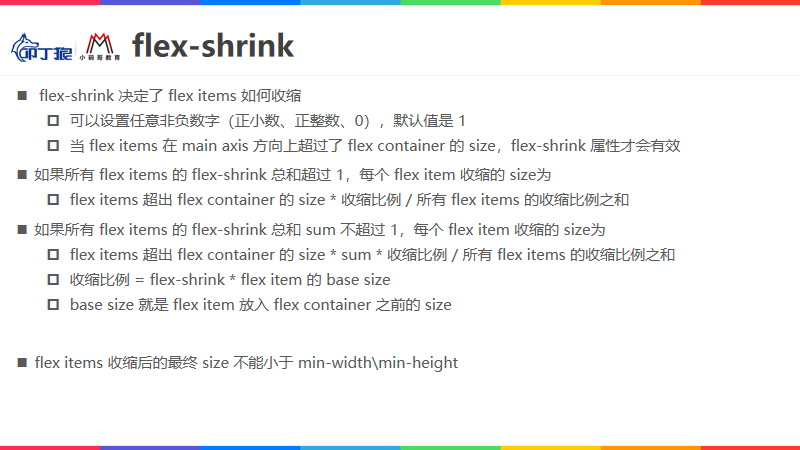 叩丁狼
小码哥教育
flex-shrink
flex-shrink 决定了 flex items 如何收缩
可以设置任意非负数字（正小数、正整数、0），默认值是 1
当 flex items 在 main axis 方向上超过了 flex container 的 size，flex-shrink 属性才会有效
如果所有 flex items 的 flex-shrink 总和超过 1，每个 flex item 收缩的 size为
flex items 超出 flex container 的 size * 收缩比例 / 所有 flex items 的收缩比例之和
如果所有 flex items 的 flex-shrink 总和 sum 不超过 1，每个 flex item 收缩的 size为
flex items 超出 flex container 的 size * sum * 收缩比例 / 所有 flex items 的收缩比例之和
收缩比例 = flex-shrink * flex item 的 base size
base size 就是 flex item 放入 flex container 之前的 size
flex items 收缩后的最终 size 不能小于 min-width\min-height